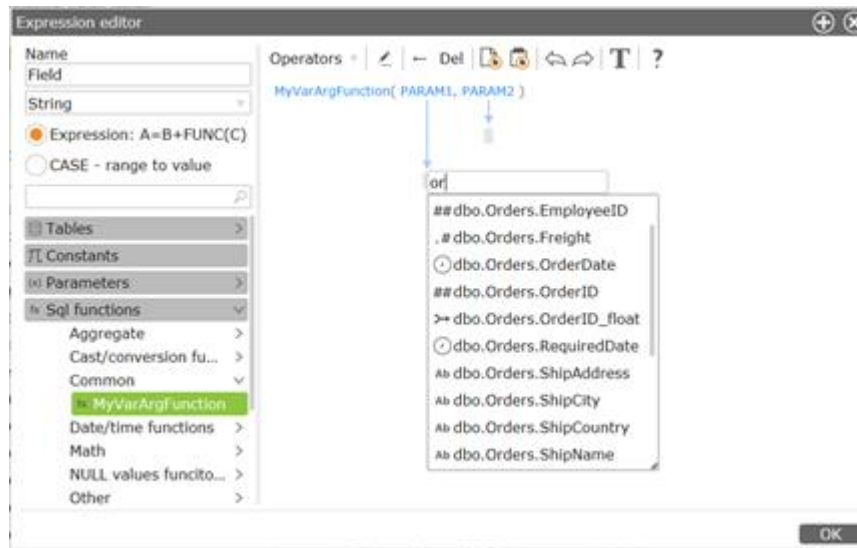 Expression editor
Name
Field
String
Expression: A=B+FUNC(C)
CASE - range to value
Tables
Constants
Parameters
Sql functions
Aggregate
Cast/conversion fu...
Common
MyVarArgFunction
Date/time functions
Math
NULL values funcito...
Other
Operators Del T ?
MyVarArgFunction( PARAM1, PARAM2 )
or
## dbo.Orders.EmployeeID
.# dbo.Orders.Freight
dbo.Orders.OrderDate
## dbo.Orders.OrderID
dbo.Orders.OrderID_float
dbo.Orders.RequiredDate
Ab dbo.Orders.ShipAddress
Ab dbo.Orders.ShipCity
Ab dbo.Orders.ShipCountry
Ab dbo.Orders.ShipName
OK